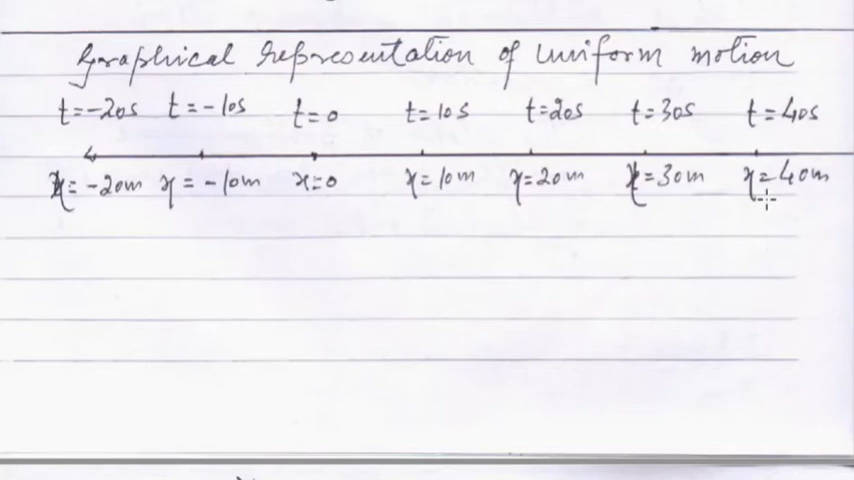 Graphical Representation of Uniform motion
t=-20s t=-10s t=0 t=10s t=20s t=30s t=40s
x=-20m x=-10m x=0 x=10m x=20m x=30m x=40m